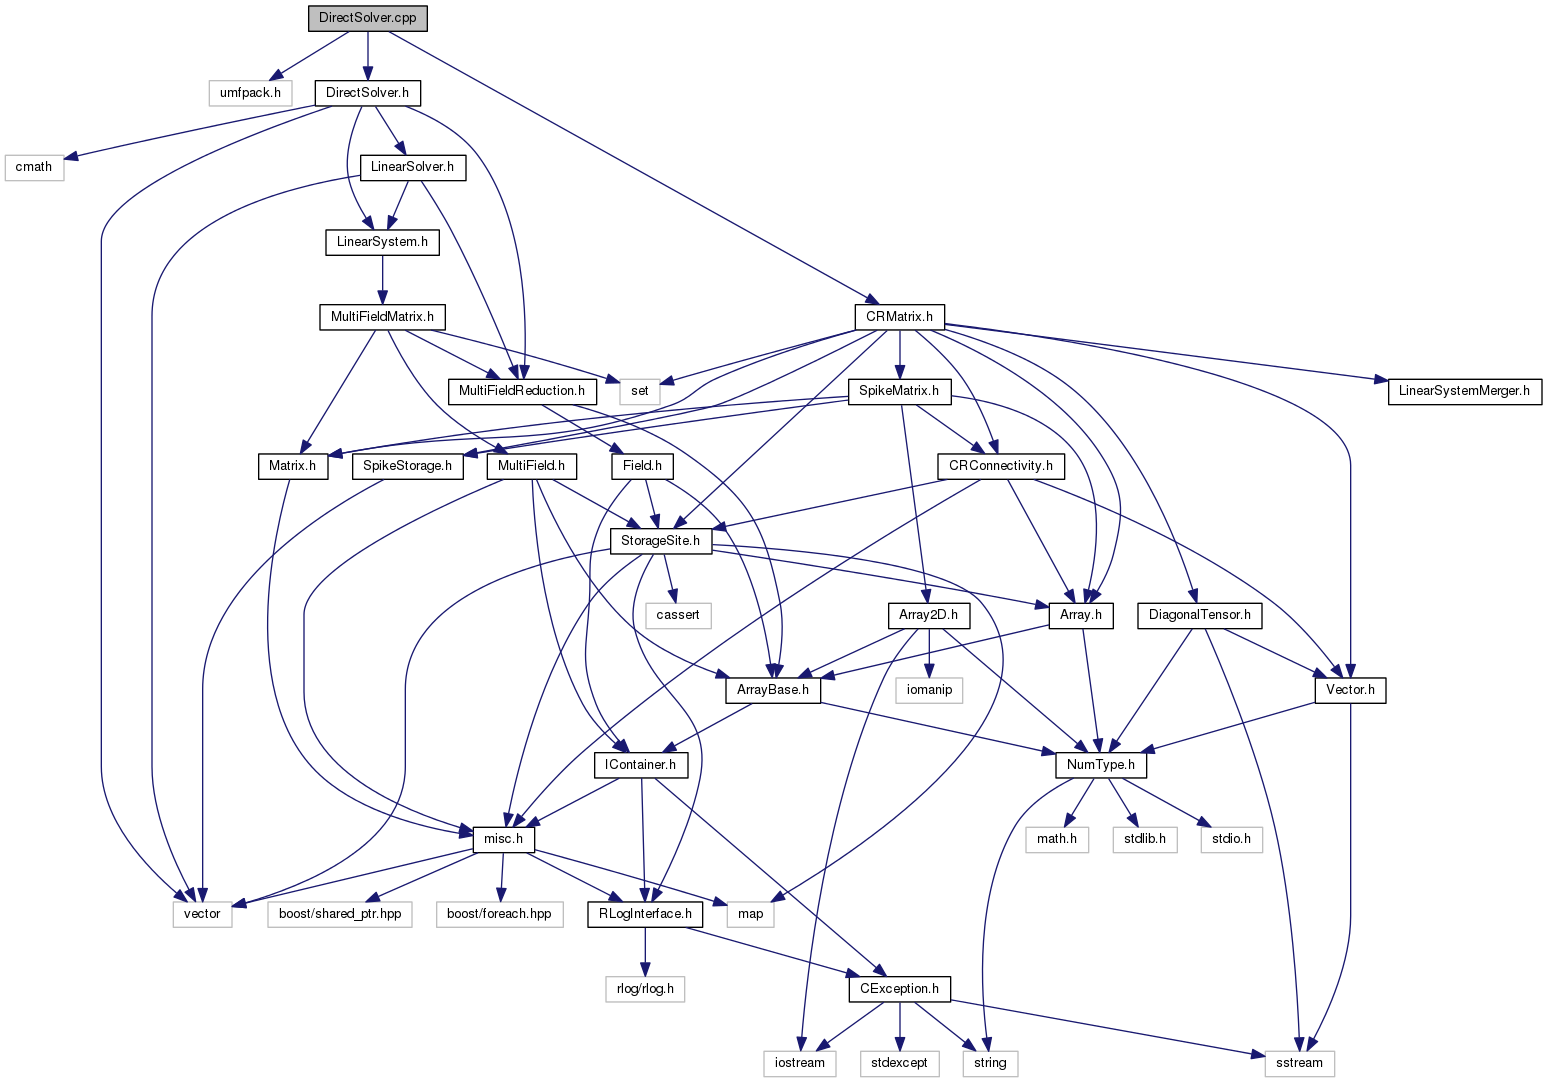 DirectSolver.cpp
umfpack.h
DirectSolver.h
cmath
LinearSolver.h
LinearSystem.h
MultiFieldMatrix.h
CRMatrix.h
MultiFieldReduction.h
set
SpikeMatrix.h
LinearSystemMerger.h
Matrix.h
SpikeStorage.h
MultiField.h
Field.h
CRConnectivity.h
StorageSite.h
cassert
Array2D.h
Array.h
DiagonalTensor.h
ArrayBase.h
iomanip
Vector.h
IContainer.h
NumType.h
misc.h
math.h
stdlib.h
stdio.h
vector
boost/shared_ptr.hpp
boost/foreach.hpp
RLogInterface.h
map
rlog/rlog.h
CException.h
iostream
stdexcept
string
sstream